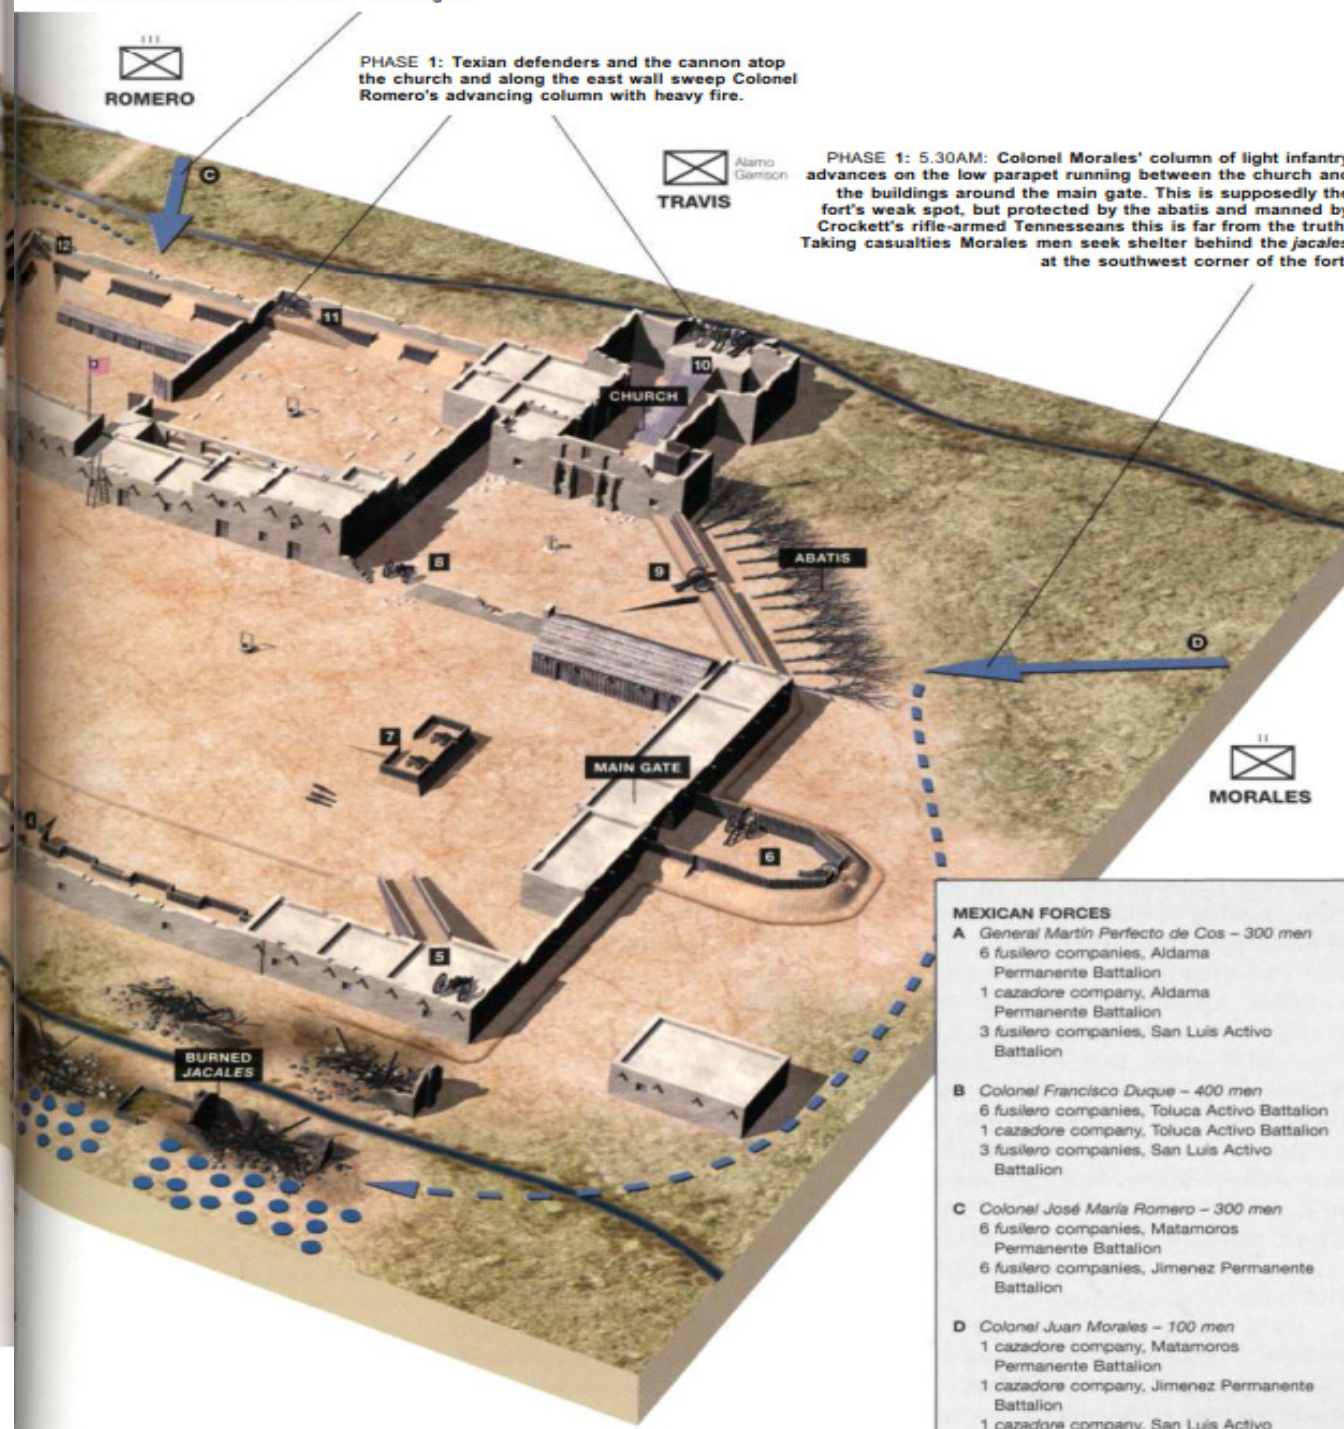 III
ROMERO
PHASE 1: Texian defenders and the cannon atop
the church and along the east wall sweep Colonel
Romero's advancing column with heavy fire.
C
Alamo
Garrison
TRAVIS
PHASE 1: 5.30AM: Colonel Morales' column of light infantry
advances on the low parapet running between the church and
the buildings around the main gate. This is supposedly the
fort's weak spot, but protected by the abatis and manned by
Crockett's rifle-armed Tennesseans this is far from the truth
Taking casualties Morales men seek shelter behind the jacales
at the southwest corner of the fort
12
11
10
CHURCH
8
9
ABATIS
D
7
MAIN GATE
II
MORALES
6
5
BURNED
JACALES
MEXICAN FORCES
A General Martín Perfecto de Cos – 300 men
6 fusilero companies, Aldama
Permanente Battalion
1 cazadore company, Aldama
Permanente Battalion
3 fusilero companies, San Luis Activo
Battalion
B Colonel Francisco Duque – 400 men
6 fusilero companies, Toluca Activo Battalion
1 cazadore company, Toluca Activo Battalion
3 fusilero companies, San Luis Activo
Battalion
C Colonel José María Romero – 300 men
6 fusilero companies, Matamoros
Permanente Battalion
6 fusilero companies, Jimenez Permanente
Battalion
D Colonel Juan Morales – 100 men
1 cazadore company, Matamoros
Permanente Battalion
1 cazadore company, Jimenez Permanente
Battalion
1 cazadore company, San Luis Activo